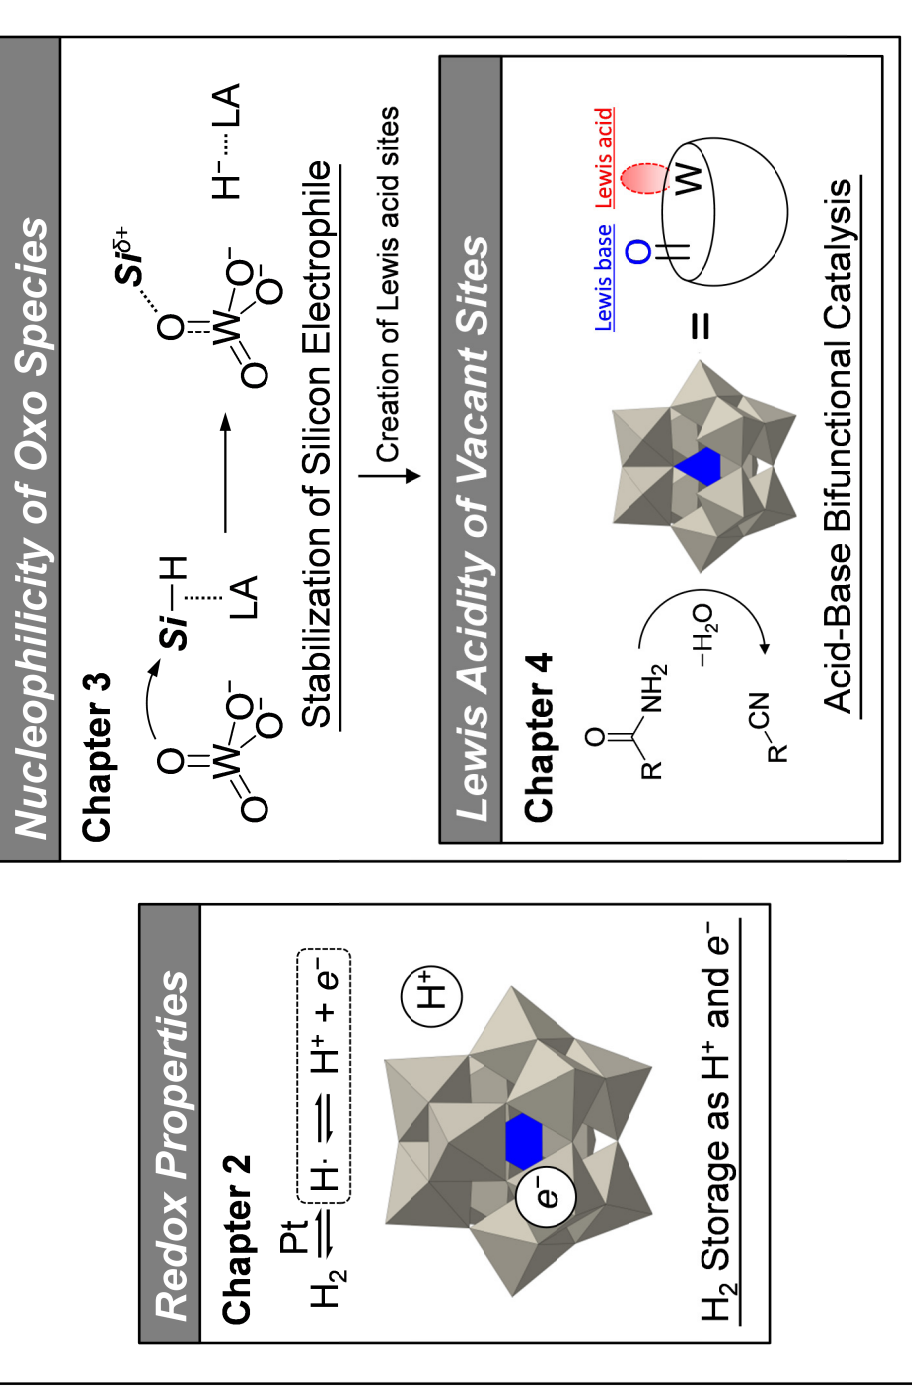 Redox Properties
Chapter 2
Pt
H₂ ⇌ H· ⇌ H⁺ + e⁻
H⁺
e⁻
H₂ Storage as H⁺ and e⁻
Nucleophilicity of Oxo Species
Chapter 3
O
W
O
O⁻
O⁻
Si—H
LA
O
W
O
O⁻
O⁻
Siδ+
H⁻
LA
Stabilization of Silicon Electrophile
Creation of Lewis acid sites
Lewis Acidity of Vacant Sites
Chapter 4
O
R
NH₂
−H₂O
R
CN
=
Lewis base
Lewis acid
O
W
Acid-Base Bifunctional Catalysis